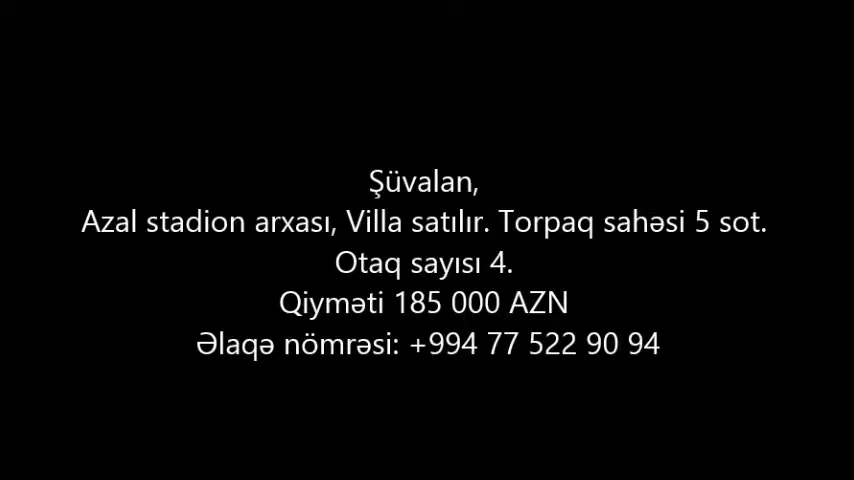 Şüvalan,
Azal stadion arxası, Villa satılır. Torpaq sahəsi 5 sot.
Otaq sayısı 4.
Qiyməti 185 000 AZN
Əlaqə nömrəsi: +994 77 522 90 94